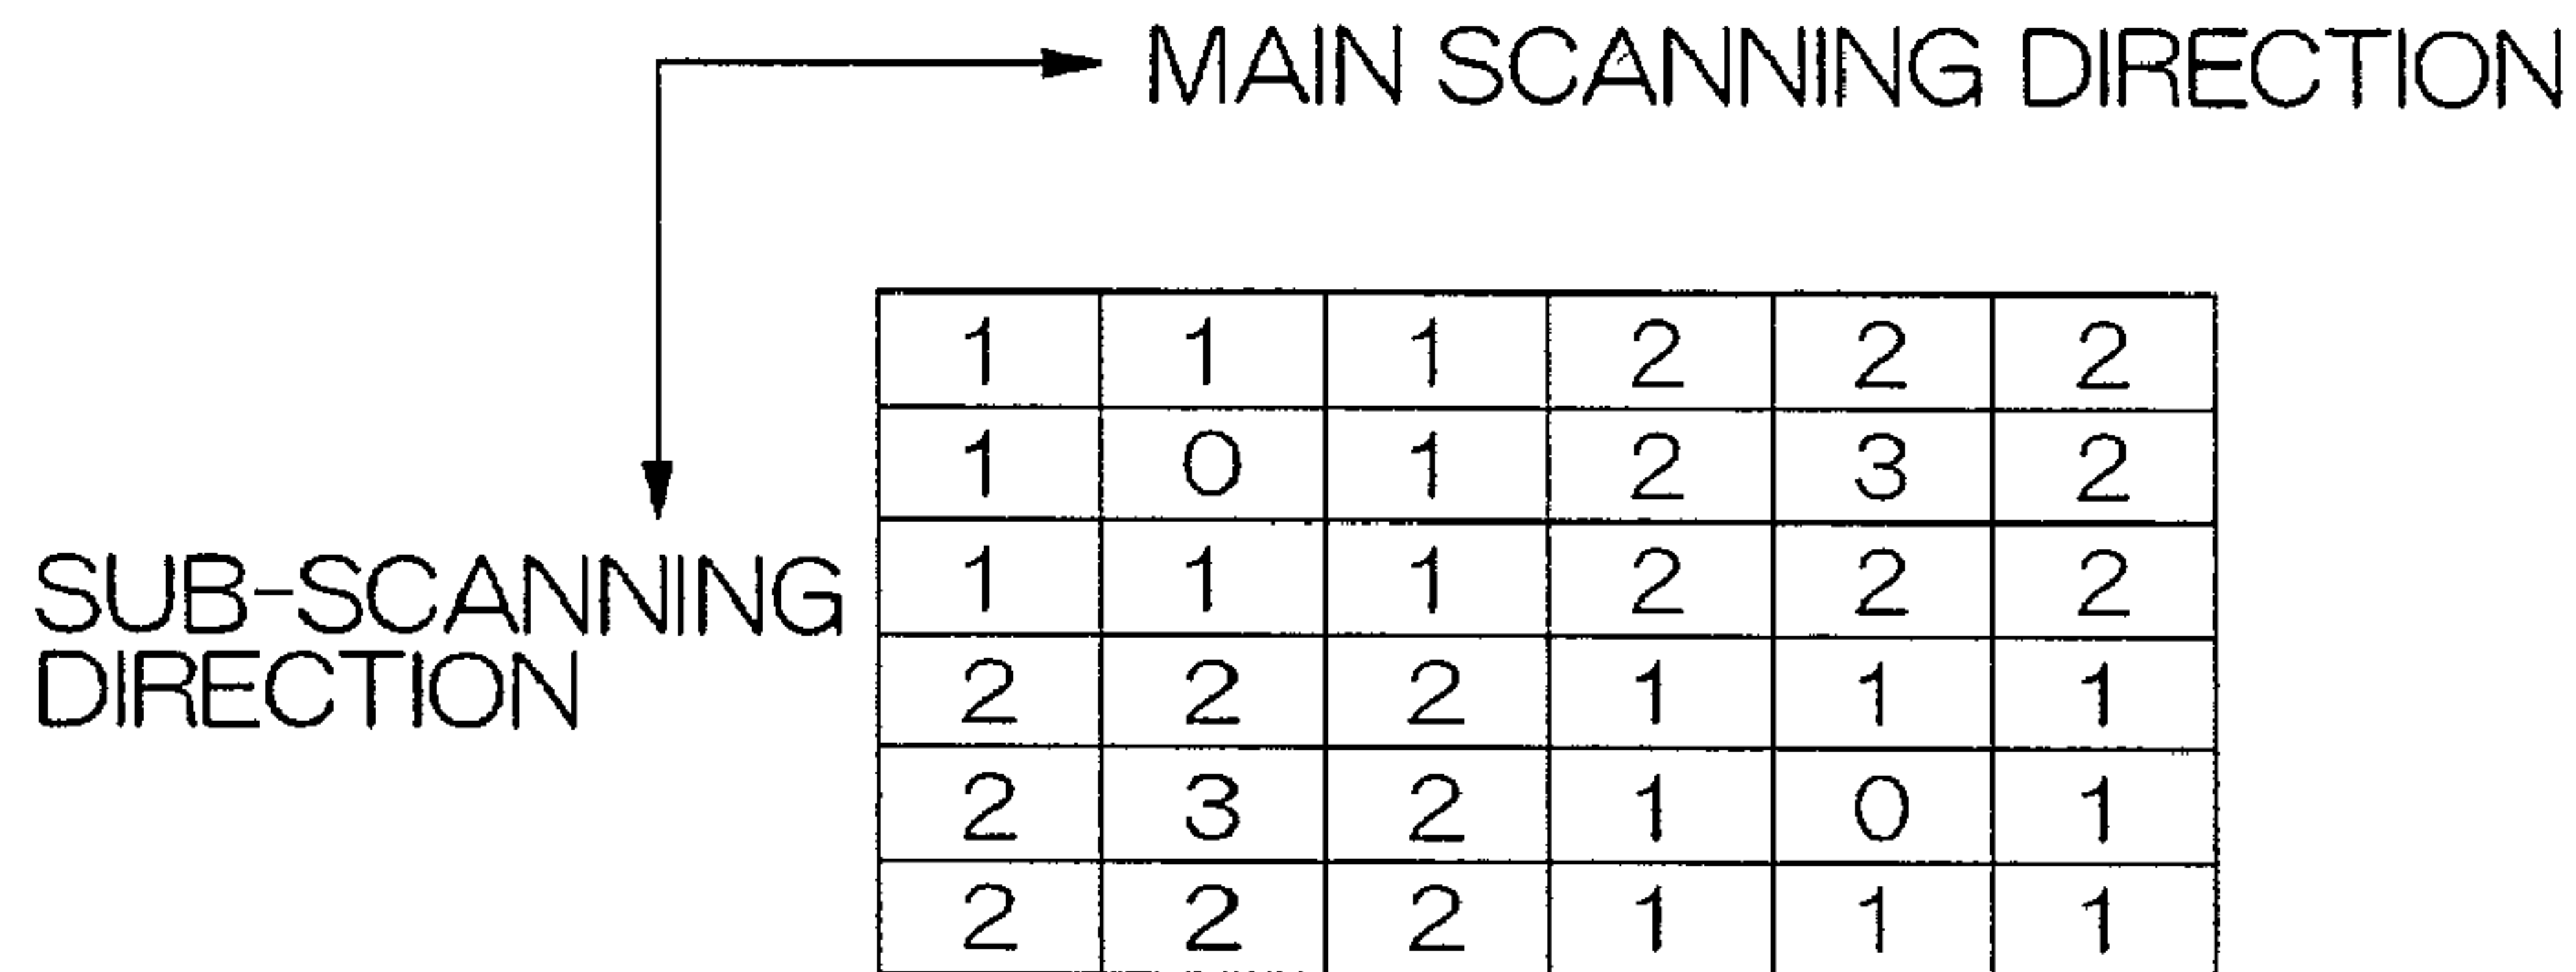 MAIN SCANNING DIRECTION
SUB-SCANNING
DIRECTION
1 1 1 2 2 2
1 0 1 2 3 2
1 1 1 2 2 2
2 2 2 1 1 1
2 3 2 1 0 1
2 2 2 1 1 1